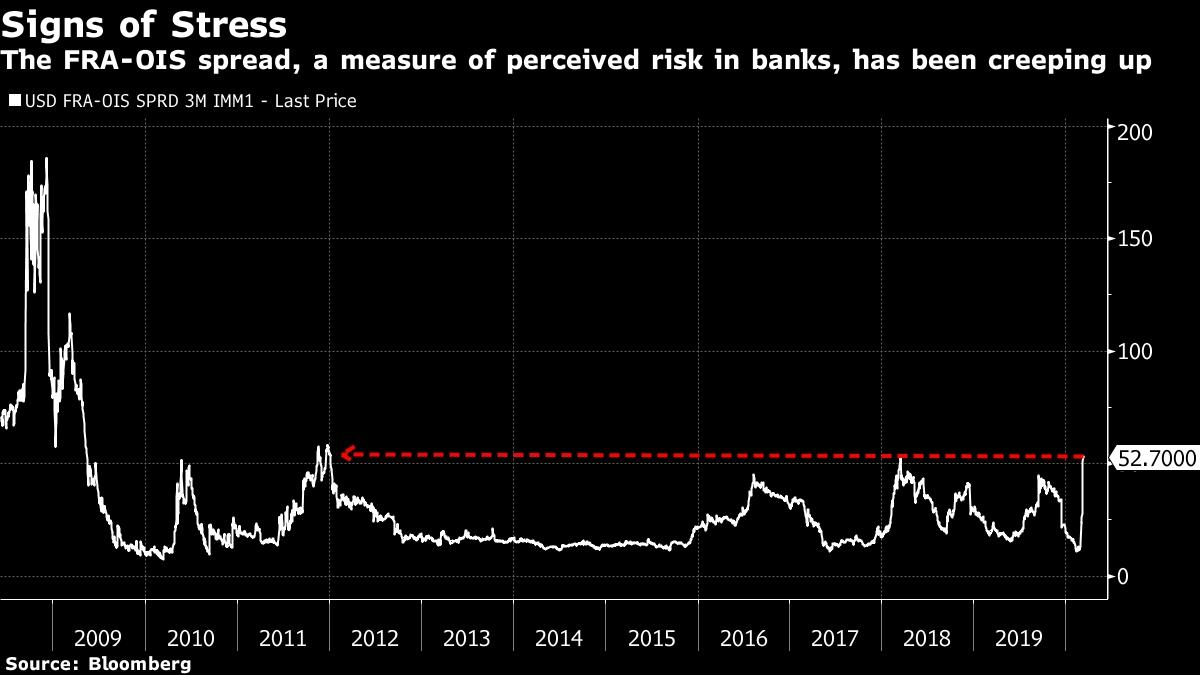 Signs of Stress
The FRA-OIS spread, a measure of perceived risk in banks, has been creeping up
USD FRA-OIS SPRD 3M IMM1 - Last Price
200
150
100
52.7000
0
2009 2010 2011 2012 2013 2014 2015 2016 2017 2018 2019
Source: Bloomberg